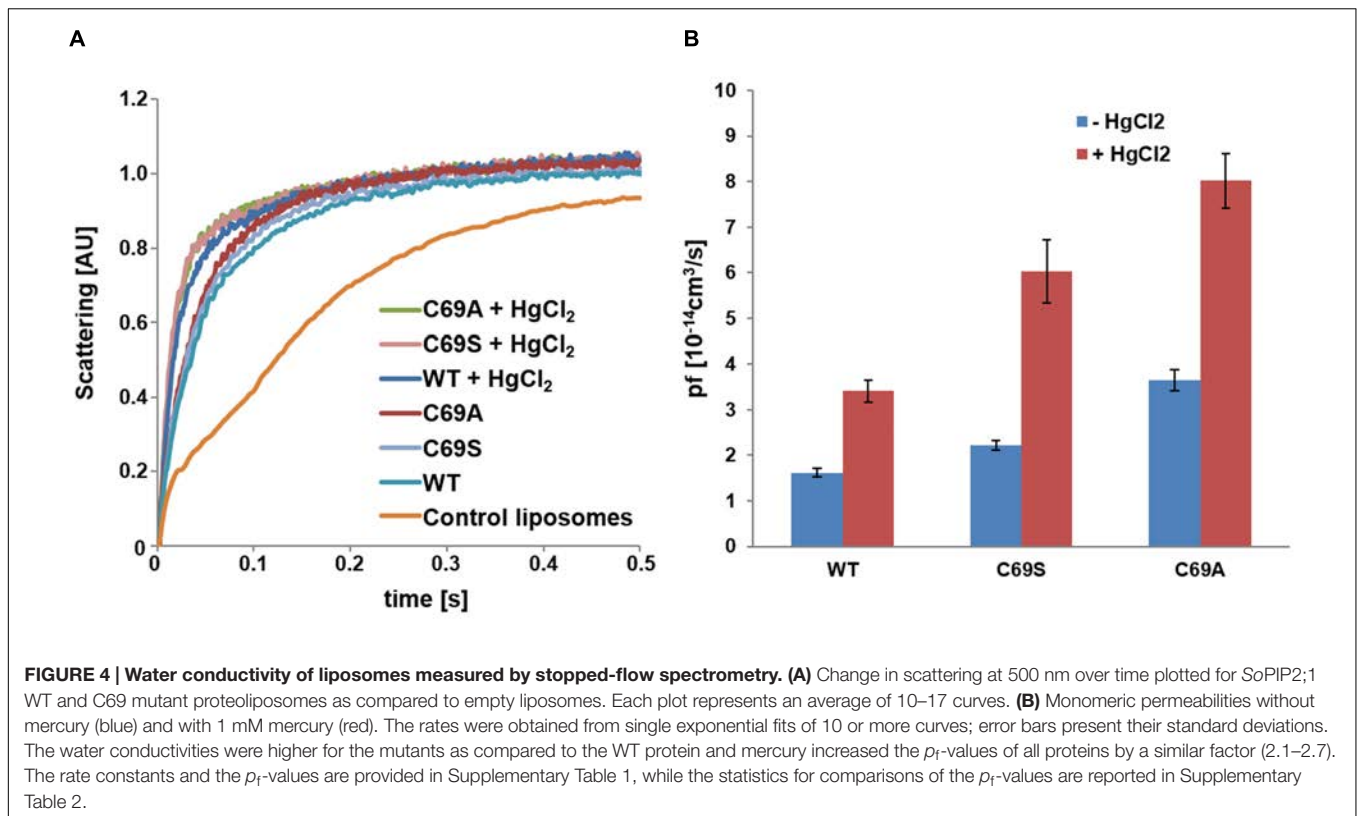 A
B
1.2
1.0
0.8
0.6
0.4
0.2
0
Scattering [AU]
0
0.1
0.2
0.3
0.4
0.5
time [s]
C69A + HgCl₂
C69S + HgCl₂
WT + HgCl₂
C69A
C69S
WT
Control liposomes
10
9
8
7
6
5
4
3
2
1
0
pf [10⁻¹⁴cm³/s]
- HgCl2
+ HgCl2
WT
C69S
C69A
FIGURE 4 | Water conductivity of liposomes measured by stopped-flow spectrometry. (A) Change in scattering at 500 nm over time plotted for SoPIP2;1
WT and C69 mutant proteoliposomes as compared to empty liposomes. Each plot represents an average of 10–17 curves. (B) Monomeric permeabilities without
mercury (blue) and with 1 mM mercury (red). The rates were obtained from single exponential fits of 10 or more curves; error bars present their standard deviations.
The water conductivities were higher for the mutants as compared to the WT protein and mercury increased the pf-values of all proteins by a similar factor (2.1–2.7).
The rate constants and the pf-values are provided in Supplementary Table 1, while the statistics for comparisons of the pf-values are reported in Supplementary
Table 2.